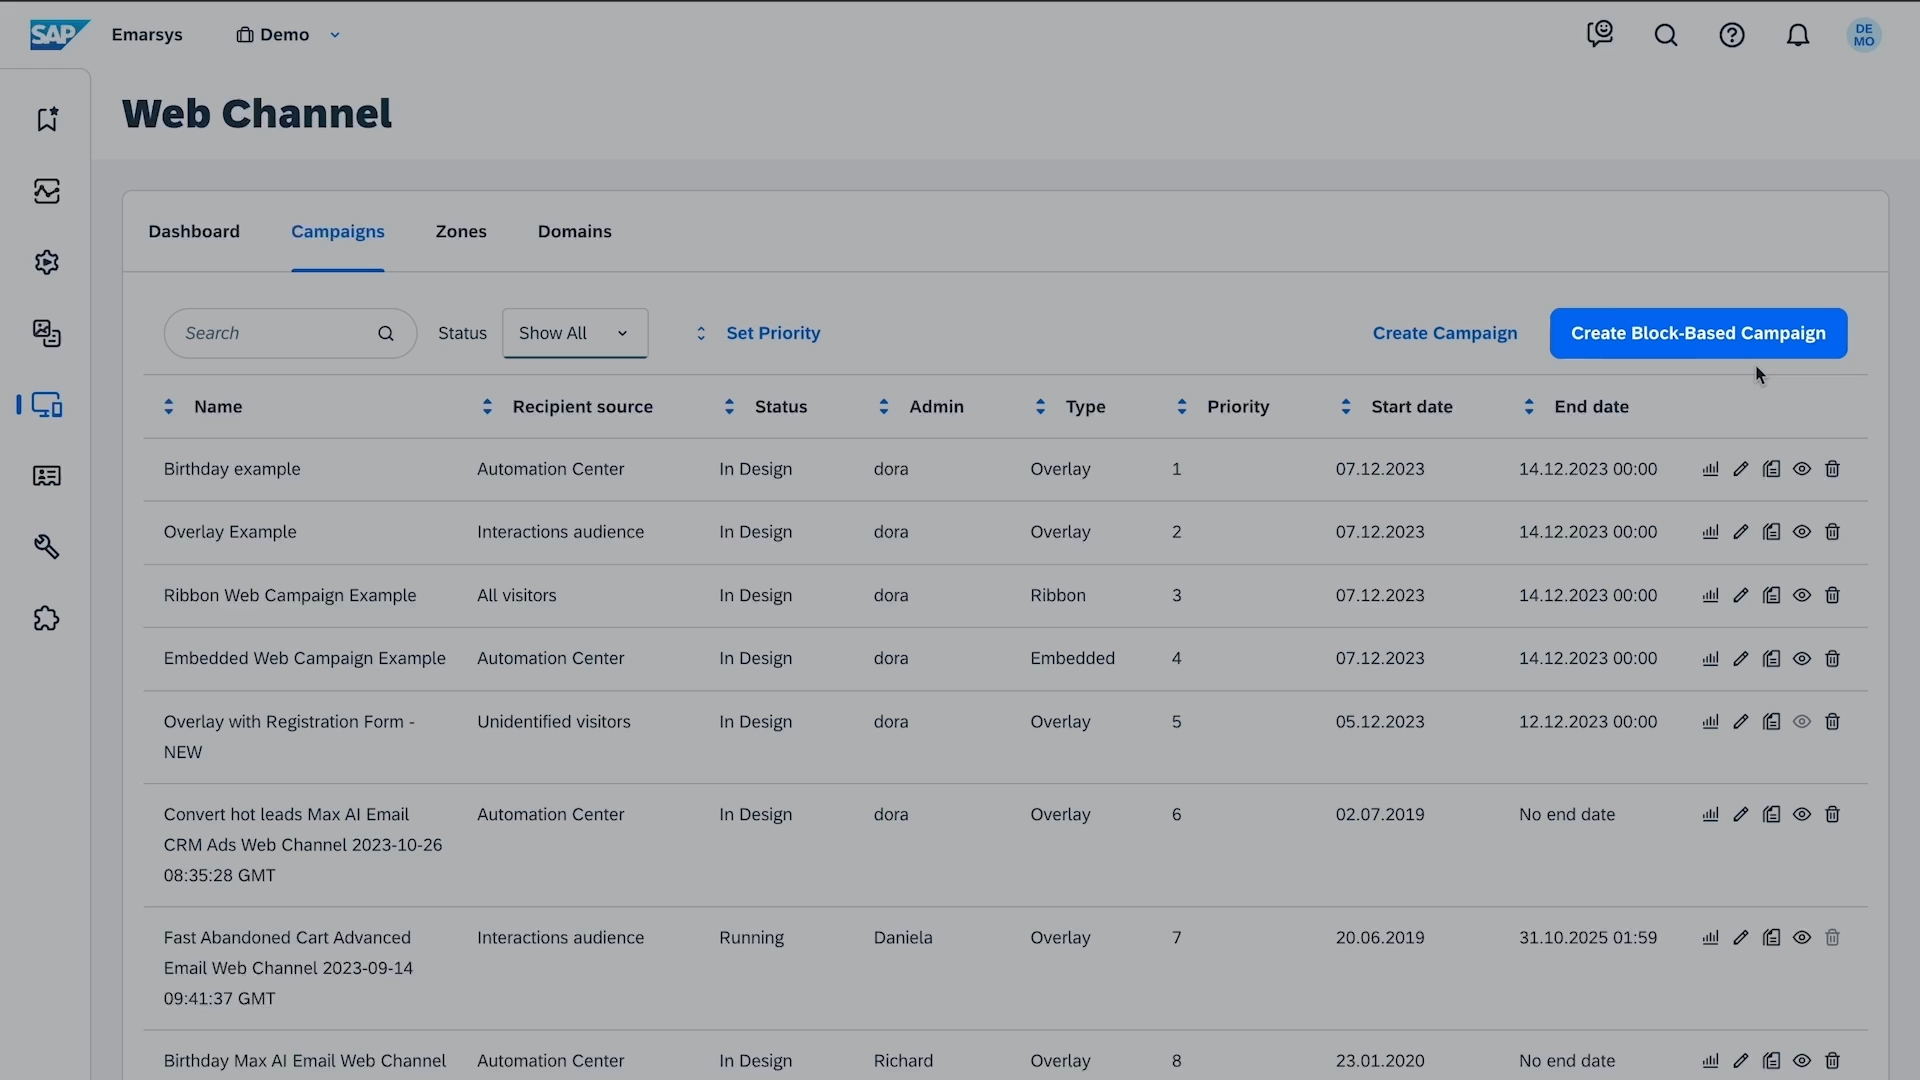 SAP Emarsys Demo DE
MO
Web Channel
Dashboard Campaigns Zones Domains
Search Status Show All Set Priority Create Campaign Create Block-Based Campaign
Name Recipient source Status Admin Type Priority Start date End date
Birthday example Automation Center In Design dora Overlay 1 07.12.2023 14.12.2023 00:00
Overlay Example Interactions audience In Design dora Overlay 2 07.12.2023 14.12.2023 00:00
Ribbon Web Campaign Example All visitors In Design dora Ribbon 3 07.12.2023 14.12.2023 00:00
Embedded Web Campaign Example Automation Center In Design dora Embedded 4 07.12.2023 14.12.2023 00:00
Overlay with Registration Form - Unidentified visitors In Design dora Overlay 5 05.12.2023 12.12.2023 00:00
NEW
Convert hot leads Max AI Email Automation Center In Design dora Overlay 6 02.07.2019 No end date
CRM Ads Web Channel 2023-10-26
08:35:28 GMT
Fast Abandoned Cart Advanced Interactions audience Running Daniela Overlay 7 20.06.2019 31.10.2025 01:59
Email Web Channel 2023-09-14
09:41:37 GMT
Birthday Max AI Email Web Channel Automation Center In Design Richard Overlay 8 23.01.2020 No end date